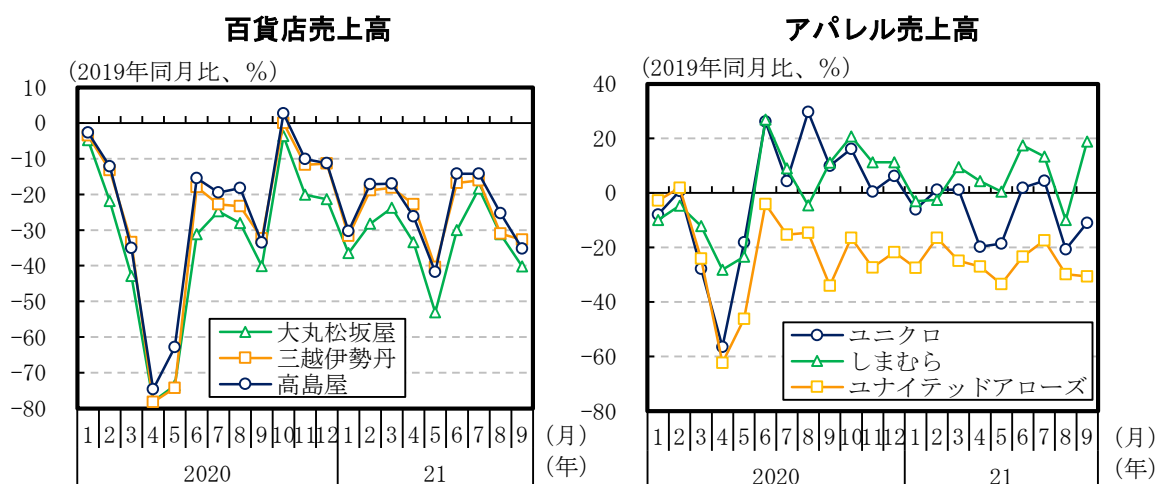 百貨店売上高
(2019年同月比、%)
10
0
-10
-20
-30
-40
-50
-60
-70
-80
大丸松坂屋
三越伊勢丹
高島屋
1 2 3 4 5 6 7 8 9 10 11 12 1 2 3 4 5 6 7 8 9 (月)
2020 21 (年)
アパレル売上高
(2019年同月比、%)
40
20
0
-20
-40
-60
-80
ユニクロ
しまむら
ユナイテッドアローズ
1 2 3 4 5 6 7 8 9 10 11 12 1 2 3 4 5 6 7 8 9 (月)
2020 21 (年)